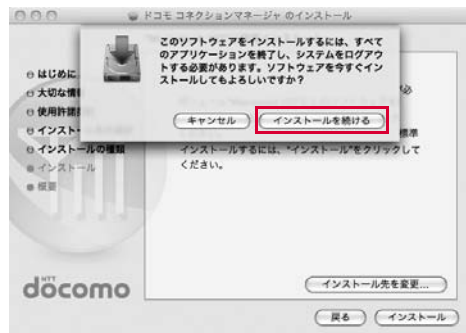 ドコモ コネクションマネージャ のインストール
このソフトウェアをインストールするには、すべて
のアプリケーションを終了し、システムをログアウ
トする必要があります。ソフトウェアを今すぐイン
ストールしてもよろしいですか？
キャンセル
インストールを続ける
はじめに
大切な情
使用許諾
インスト
インストールの種類
インストール
概要
必
標準
インストールするには、"インストール"をクリックして
ください。
インストール先を変更...
NTT
döcomo
戻る
インストール